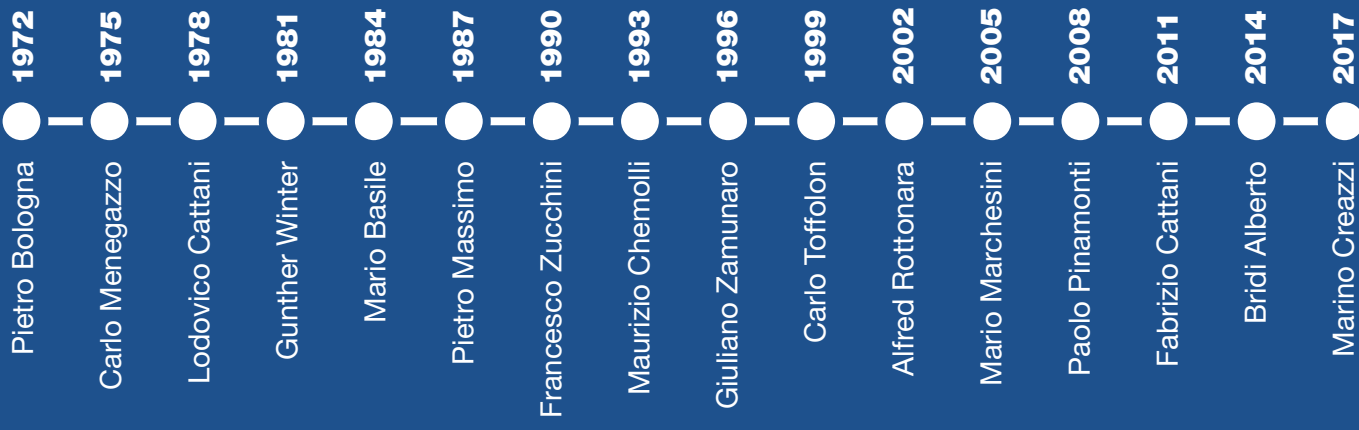 1972
Pietro Bologna
1975
Carlo Menegazzo
1978
Lodovico Cattani
1981
Gunther Winter
1984
Mario Basile
1987
Pietro Massimo
1990
Francesco Zucchini
1993
Maurizio Chemolli
1996
Giuliano Zamunaro
1999
Carlo Toffolon
2002
Alfred Rottonara
2005
Mario Marchesini
2008
Paolo Pinamonti
2011
Fabrizio Cattani
2014
Bridi Alberto
2017
Marino Creazzi